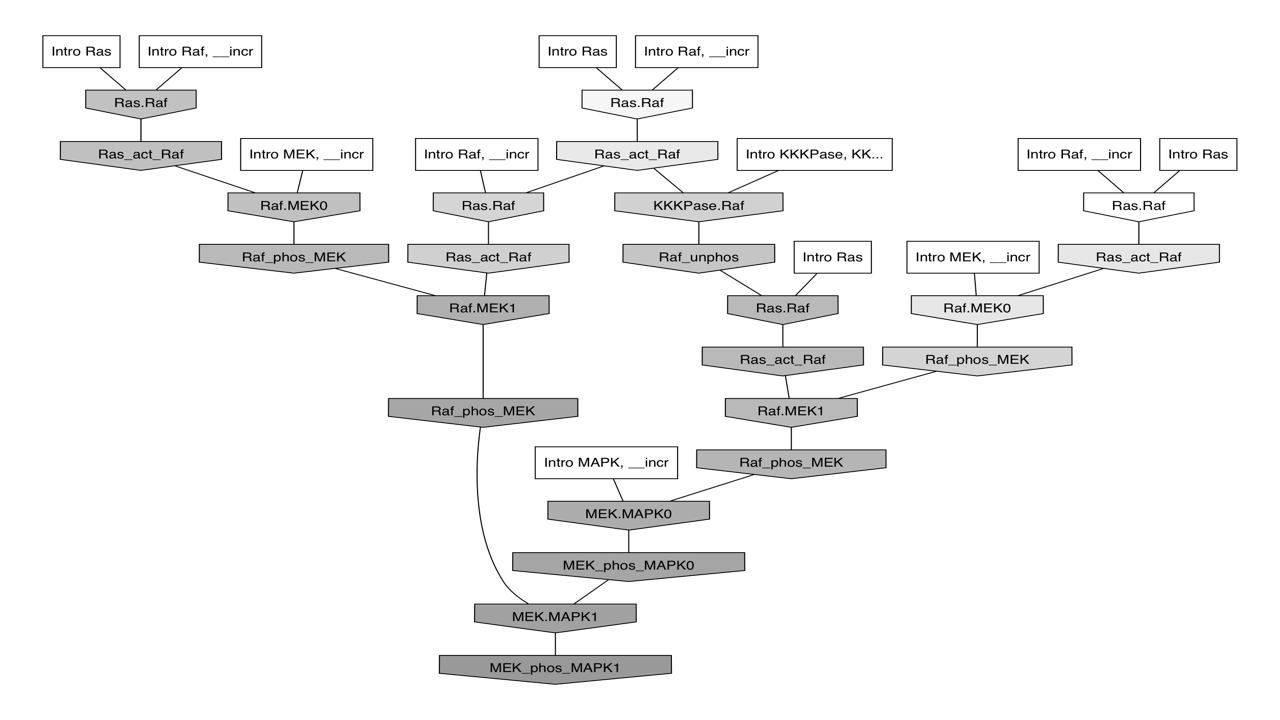 Intro Ras
Intro Raf, __incr
Intro Ras
Intro Raf, __incr
Ras.Raf
Ras.Raf
Ras_act_Raf
Intro MEK, __incr
Intro Raf, __incr
Ras_act_Raf
Intro KKKPase, KK...
Intro Raf, __incr
Intro Ras
Raf.MEK0
Ras.Raf
KKKPase.Raf
Ras.Raf
Raf_phos_MEK
Ras_act_Raf
Raf_unphos
Intro Ras
Intro MEK, __incr
Ras_act_Raf
Raf.MEK1
Ras.Raf
Raf.MEK0
Ras_act_Raf
Raf_phos_MEK
Raf_phos_MEK
Raf.MEK1
Intro MAPK, __incr
Raf_phos_MEK
MEK.MAPK0
MEK_phos_MAPK0
MEK.MAPK1
MEK_phos_MAPK1